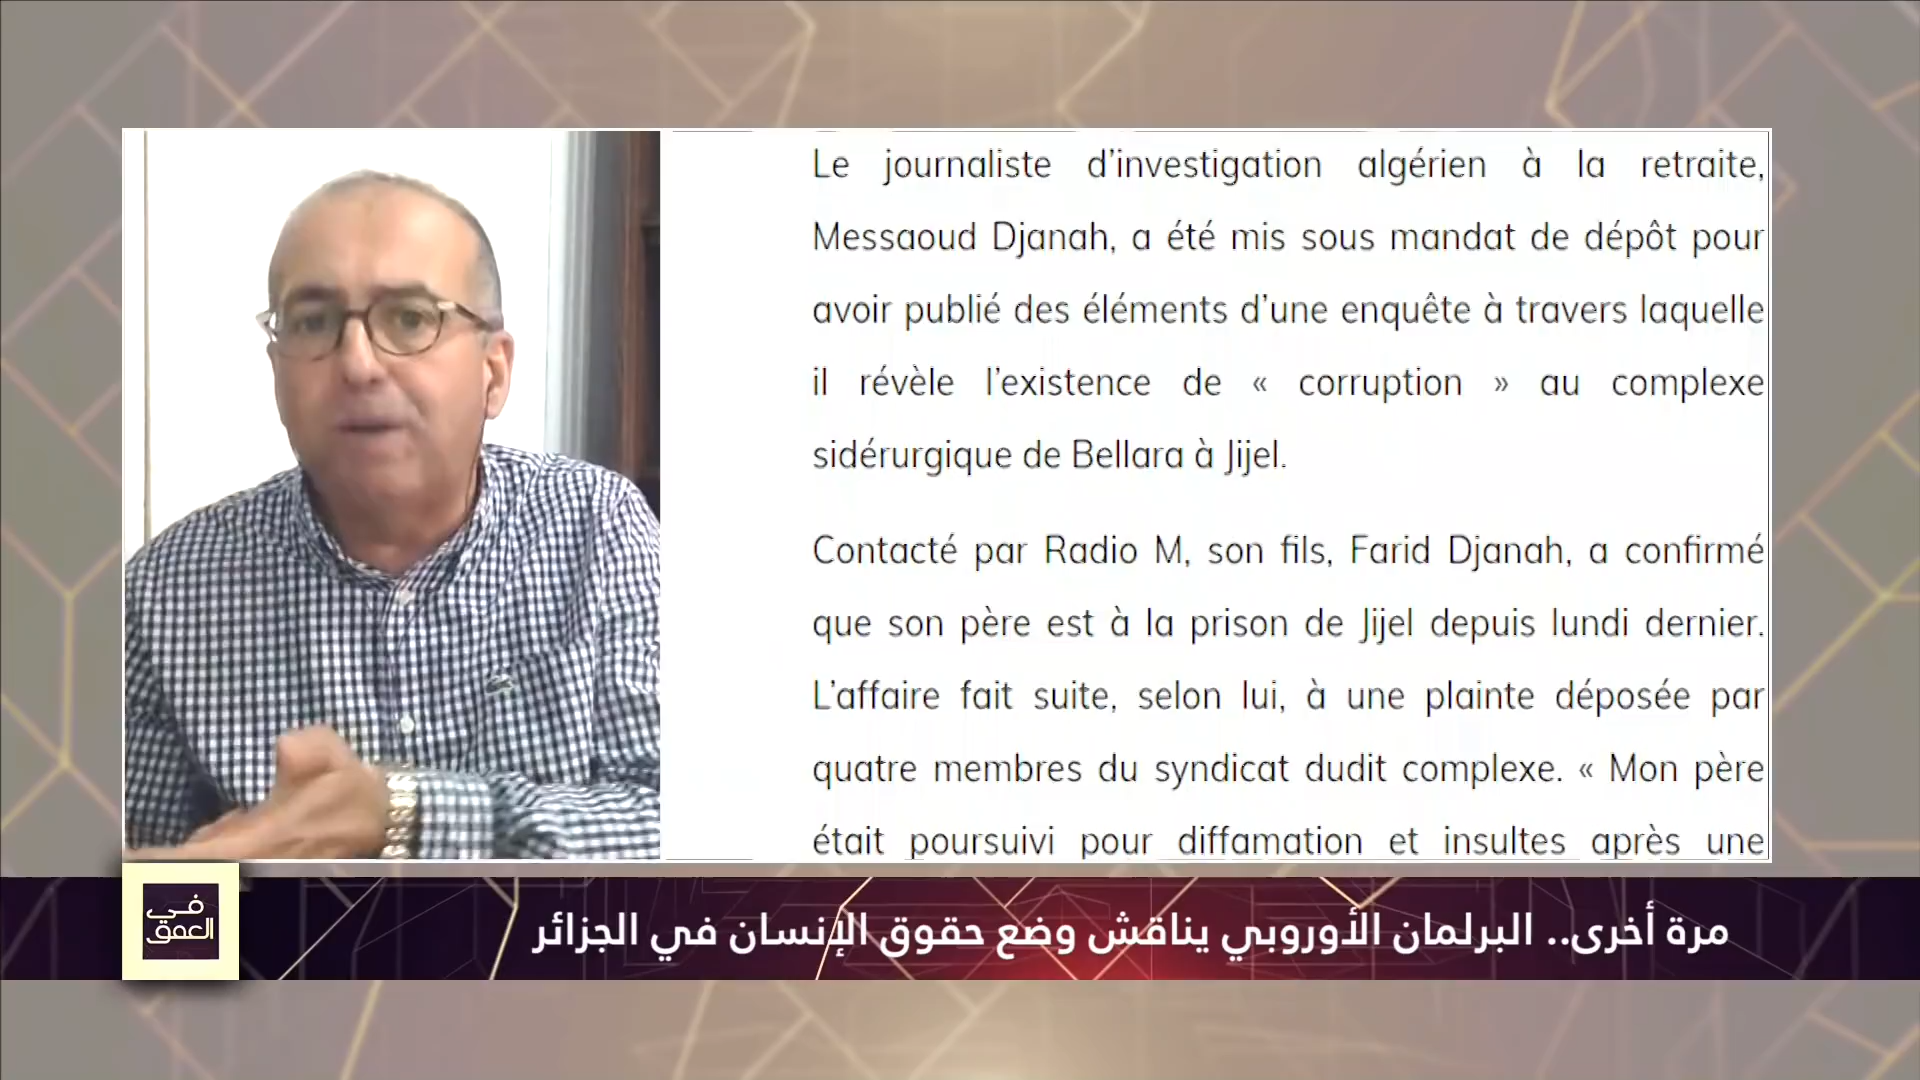 Le journaliste d’investigation algérien à la retraite,
Messaoud Djanah, a été mis sous mandat de dépôt pour
avoir publié des éléments d’une enquête à travers laquelle
il révèle l’existence de « corruption » au complexe
sidérurgique de Bellara à Jijel.
Contacté par Radio M, son fils, Farid Djanah, a confirmé
que son père est à la prison de Jijel depuis lundi dernier.
L’affaire fait suite, selon lui, à une plainte déposée par
quatre membres du syndicat dudit complexe. « Mon père
était poursuivi pour diffamation et insultes après une
في
العمق
مرة أخرى.. البرلمان الأوروبي يناقش وضع حقوق الإنسان في الجزائر